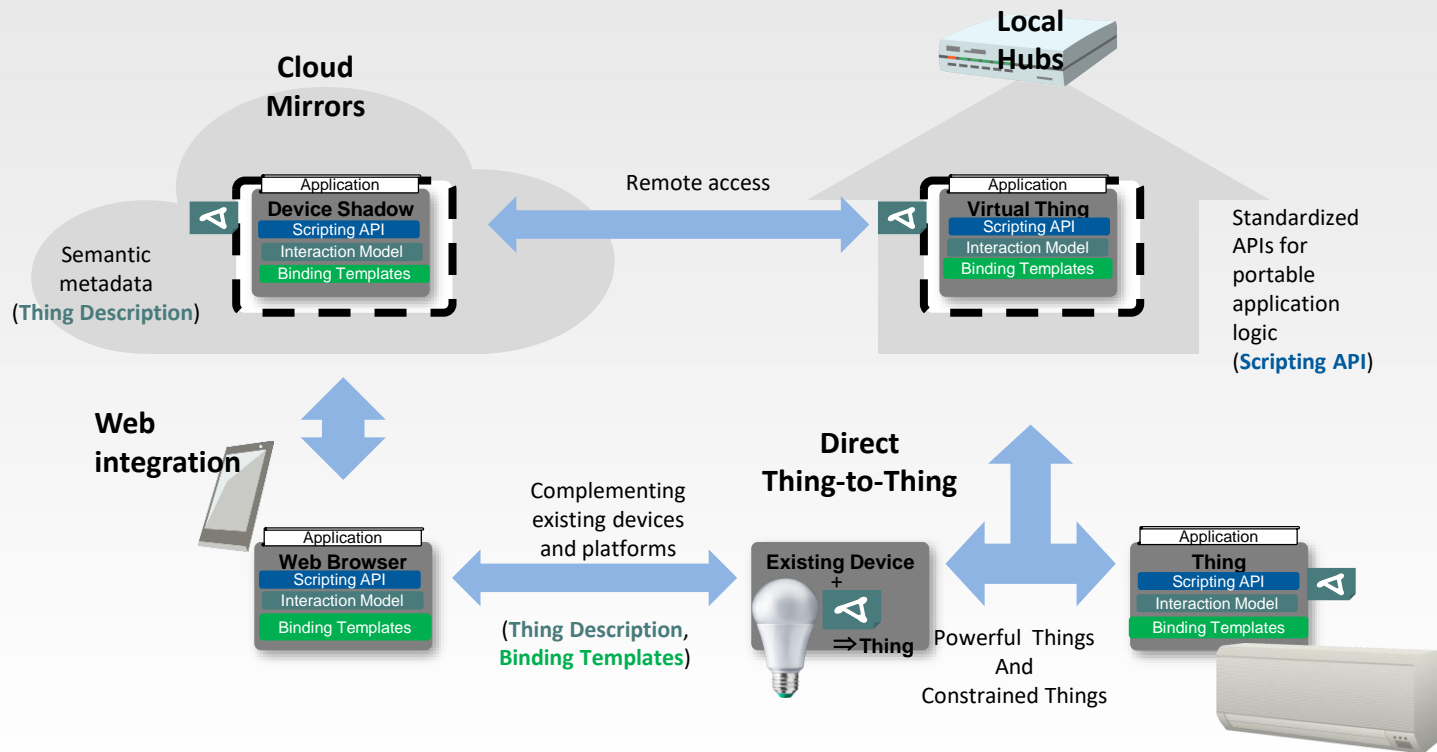 Cloud
Mirrors
Local
Hubs
Application
Device Shadow
Scripting API
Interaction Model
Binding Templates
Remote access
Application
Virtual Thing
Scripting API
Interaction Model
Binding Templates
Semantic
metadata
(Thing Description)
Standardized
APIs for
portable
application
logic
(Scripting API)
Web
integration
Direct
Thing-to-Thing
Application
Web Browser
Scripting API
Interaction Model
Binding Templates
Complementing
existing devices
and platforms
(Thing Description,
Binding Templates)
Existing Device
+
⇒Thing
Powerful Things
And
Constrained Things
Application
Thing
Scripting API
Interaction Model
Binding Templates